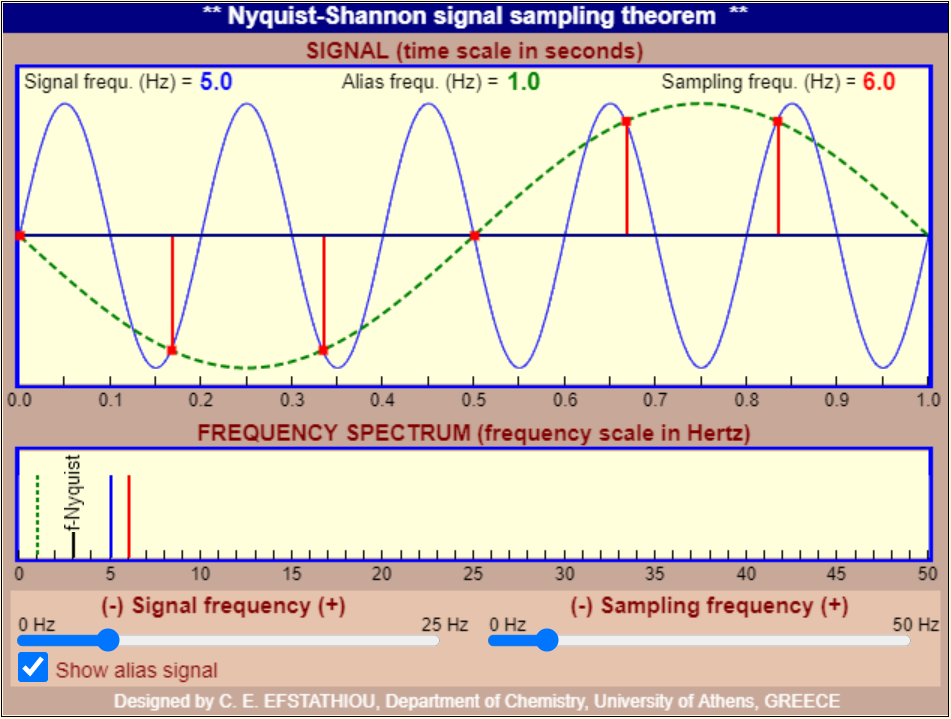 ** Nyquist-Shannon signal sampling theorem **
SIGNAL (time scale in seconds)
Signal frequ. (Hz) = 5.0 Alias frequ. (Hz) = 1.0 Sampling frequ. (Hz) = 6.0
0.0 0.1 0.2 0.3 0.4 0.5 0.6 0.7 0.8 0.9 1.0
FREQUENCY SPECTRUM (frequency scale in Hertz)
f-Nyquist
0 5 10 15 20 25 30 35 40 45 50
(-) Signal frequency (+) (-) Sampling frequency (+)
0 Hz 25 Hz 0 Hz 50 Hz
Show alias signal
Designed by C. E. EFSTATHIOU, Department of Chemistry, University of Athens, GREECE